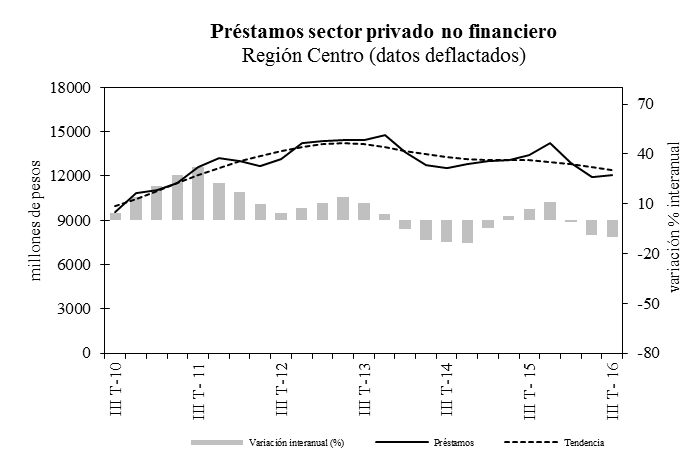 Préstamos sector privado no financiero
Región Centro (datos deflactados)
18000
15000
12000
9000
6000
3000
0
millones de pesos
70
40
10
-20
-50
-80
variación % interanual
III T-10
III T- 11
III T-12
III T-13
III T-14
III T- 15
III T- 16
Variación interanual (%)
Préstamos
Tendencia